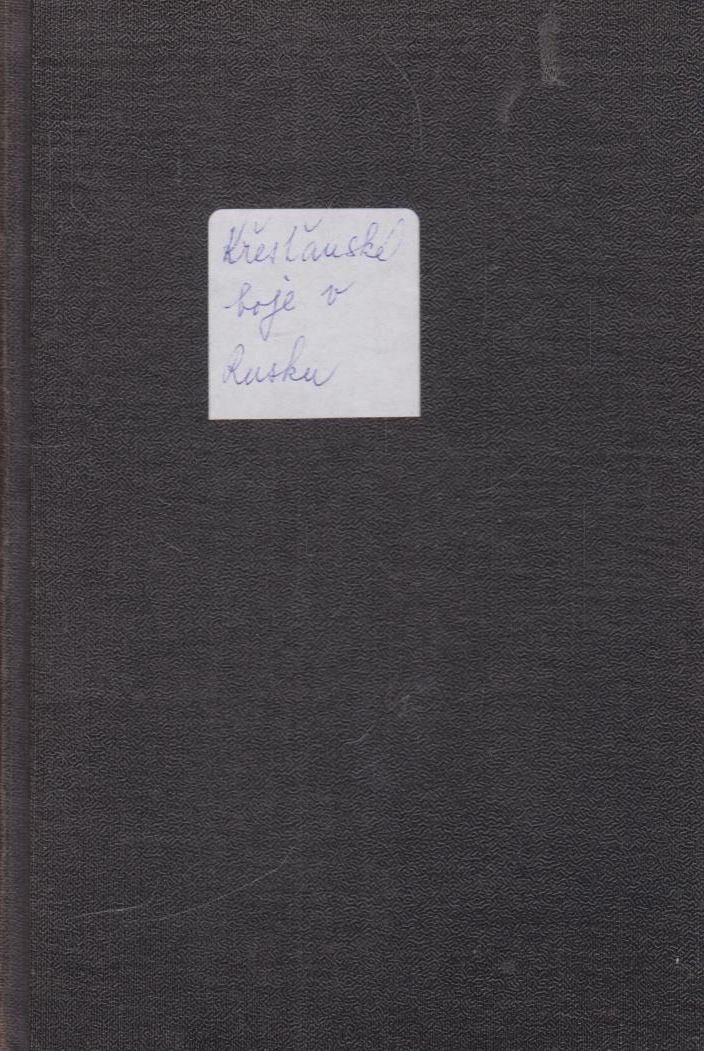 Křesťanské
boje v
Rusku